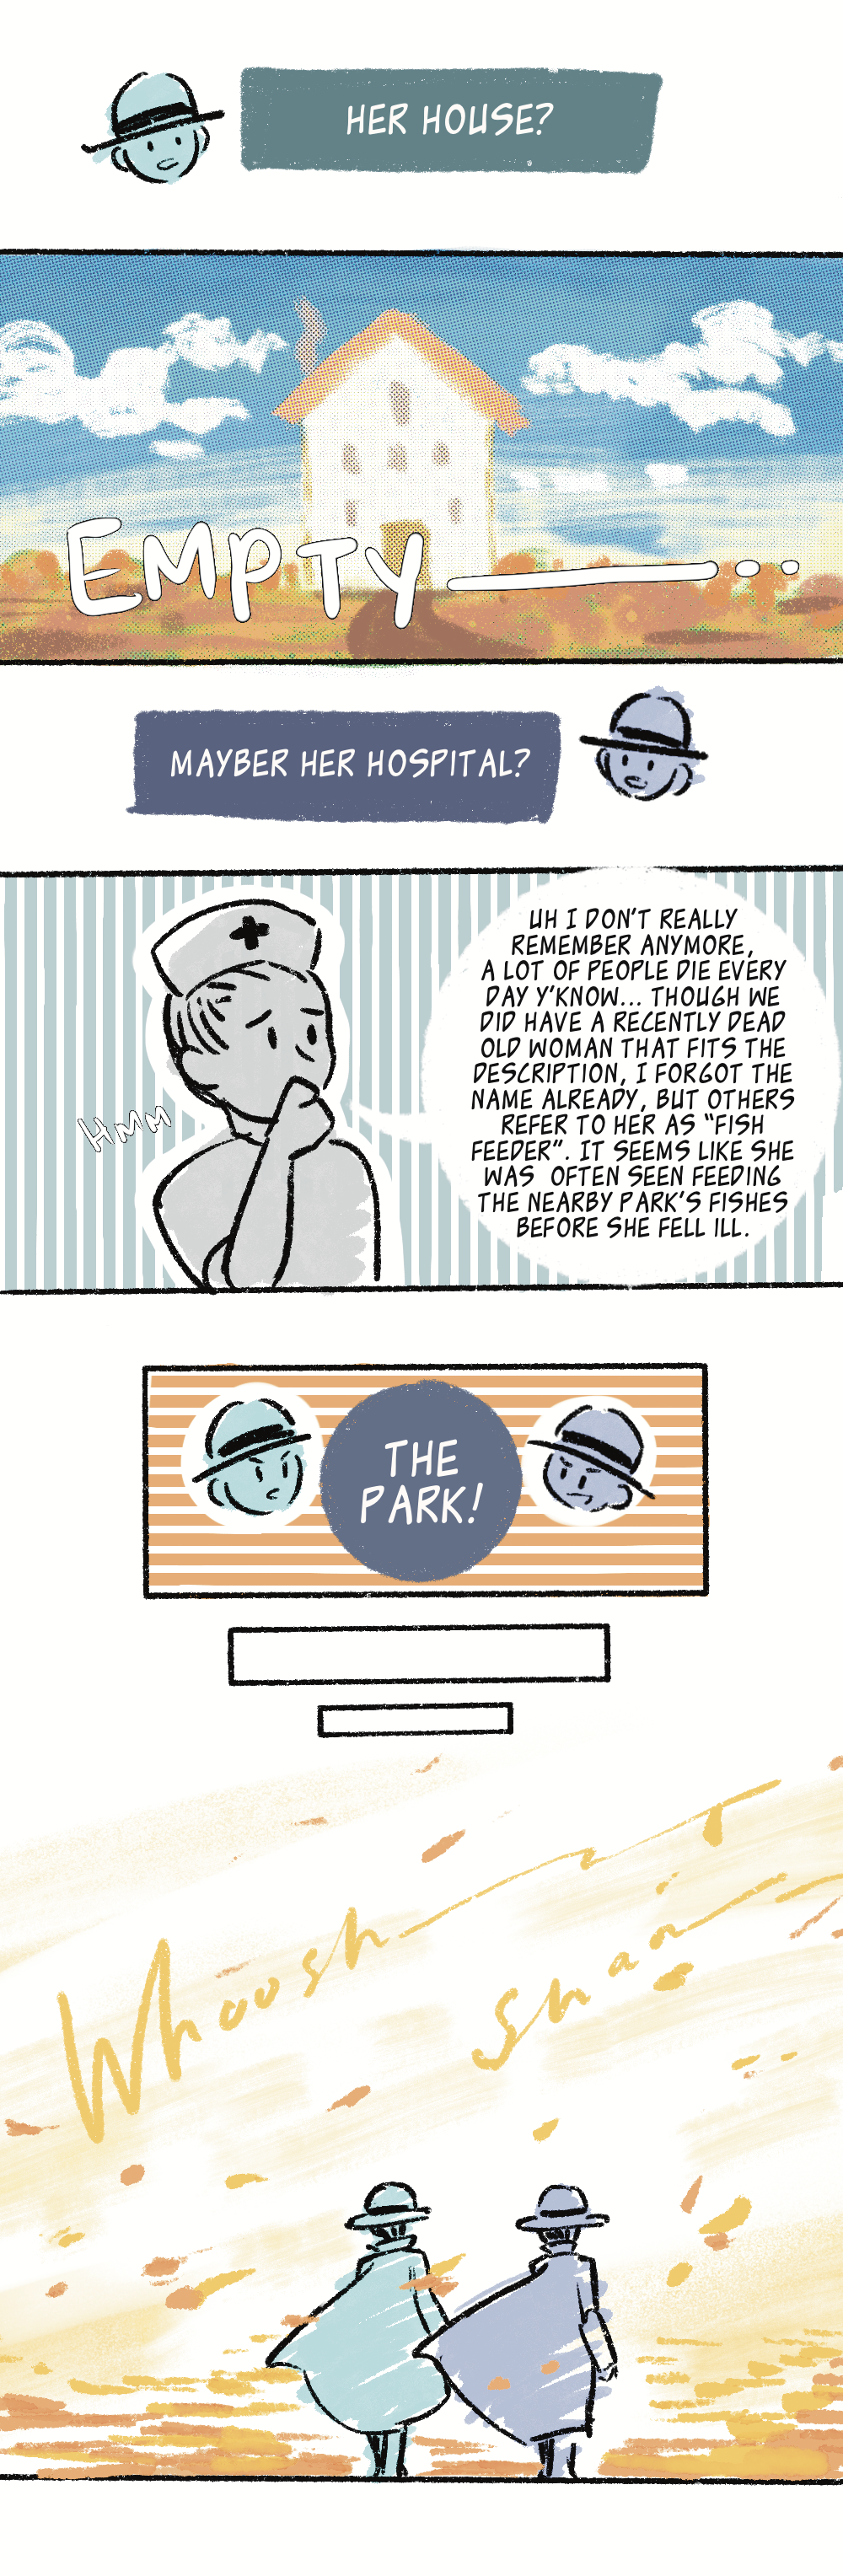 HER HOUSE?
EMPTY
MAYBER HER HOSPITAL?
UH I DON'T REALLY
REMEMBER ANYMORE,
A LOT OF PEOPLE DIE EVERY
DAY Y'KNOW... THOUGH WE
DID HAVE A RECENTLY DEAD
OLD WOMAN THAT FITS THE
DESCRIPTION, I FORGOT THE
NAME ALREADY, BUT OTHERS
REFER TO HER AS "FISH
FEEDER". IT SEEMS LIKE SHE
WAS OFTEN SEEN FEEDING
THE NEARBY PARK'S FISHES
BEFORE SHE FELL ILL.
HMM
THE
PARK!
Whoosh
Shaa